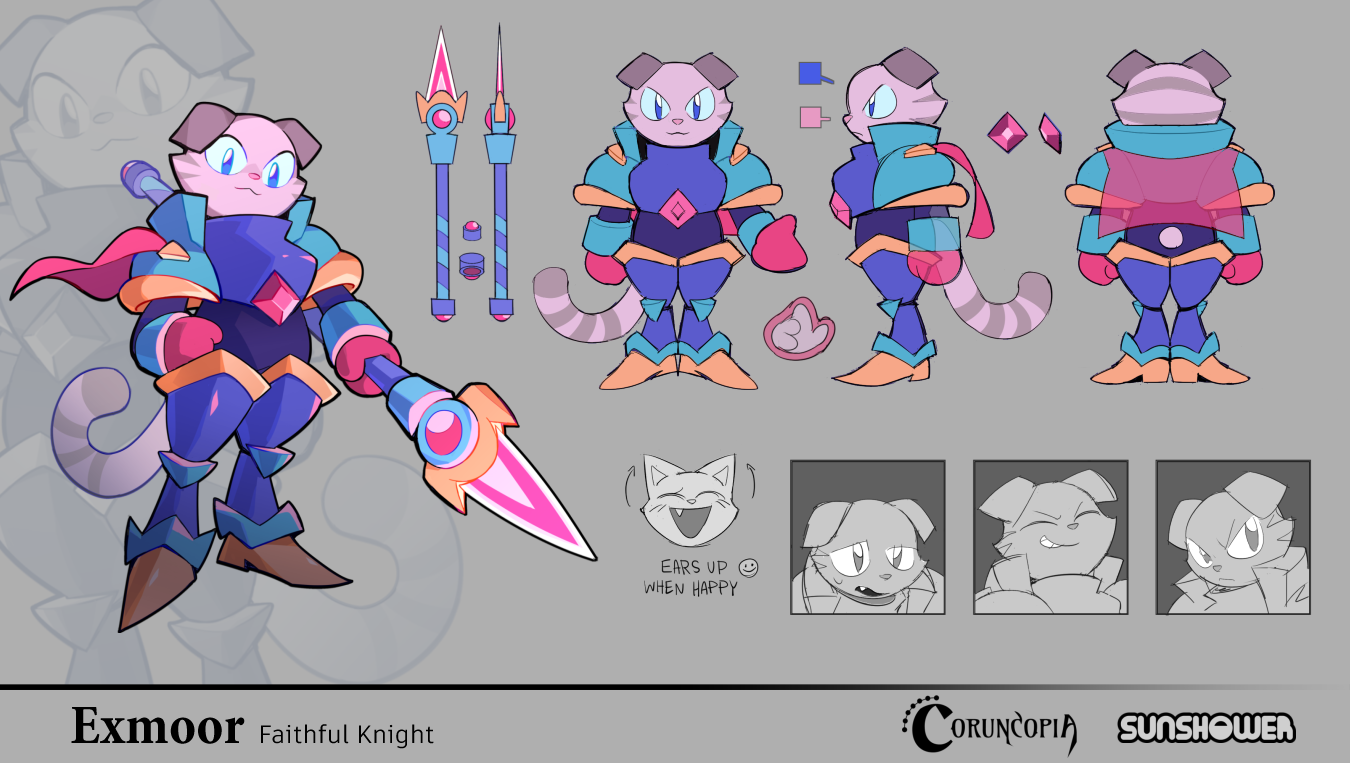 EARS UP
WHEN HAPPY
Exmoor Faithful Knight
CORUNCOPIA
SUNSHOWER